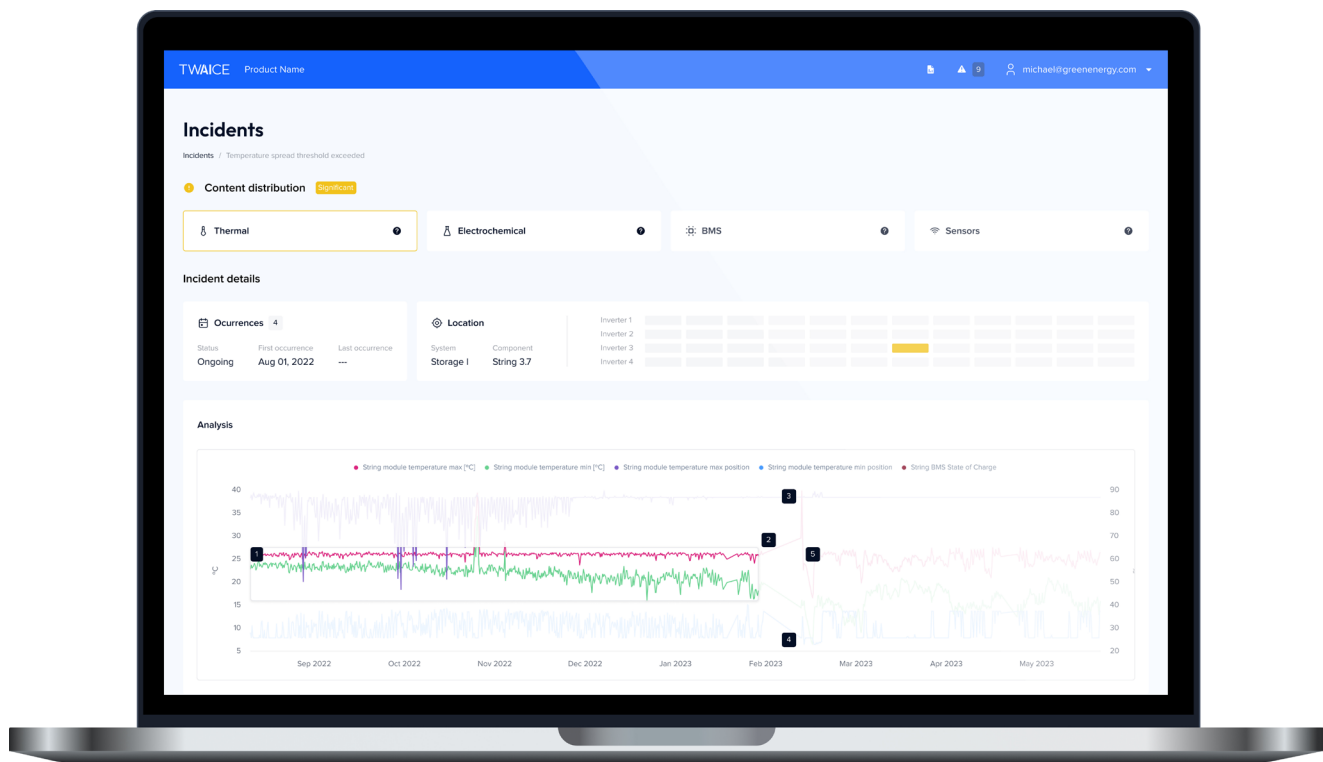 TWAICE Product Name 9 michael@greenenergy.com
Incidents
Incidents / Temperature spread threshold exceeded
! Content distribution Significant
Thermal ? Electrochemical ? BMS ? Sensors ?
Incident details
Ocurrences 4 Location
Status First occurrence Last occurrence System Component
Ongoing Aug 01, 2022 --- Storage I String 3.7
Inverter 1
Inverter 2
Inverter 3
Inverter 4
Analysis
String module temperature max [°C] String module temperature min [°C] String module temperature max position String module temperature min position String BMS State of Charge
40 3 90
35 80
30 2 70
25 1 5 60
°C
20 50
15 40
10 4 30
5 20
Sep 2022 Oct 2022 Nov 2022 Dec 2022 Jan 2023 Feb 2023 Mar 2023 Apr 2023 May 2023